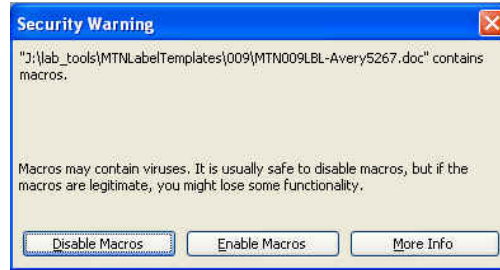 Security Warning
"J:\lab_tools\MTNLabelTemplates\009\MTN009LBL-Avery5267.doc" contains
macros.
Macros may contain viruses. It is usually safe to disable macros, but if the
macros are legitimate, you might lose some functionality.
Disable Macros Enable Macros More Info